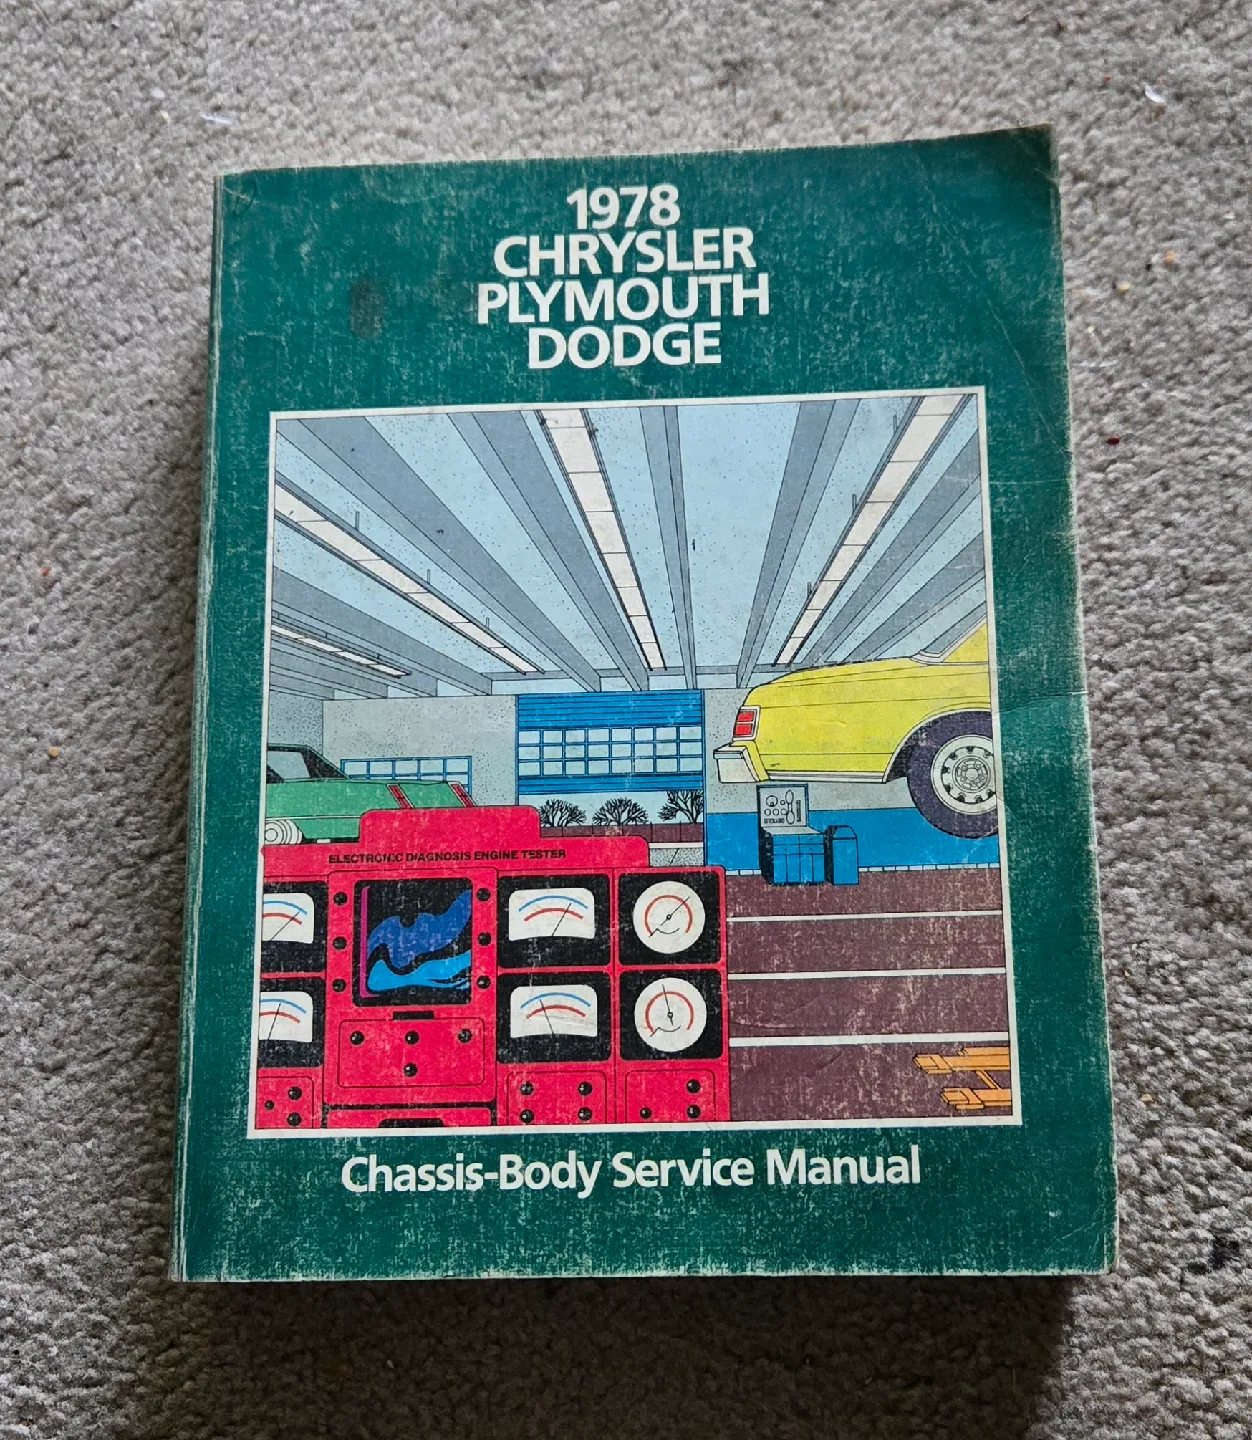 1978
CHRYSLER
PLYMOUTH
DODGE
ELECTRONIC DIAGNOSIS ENGINE TESTER
Chassis-Body Service Manual